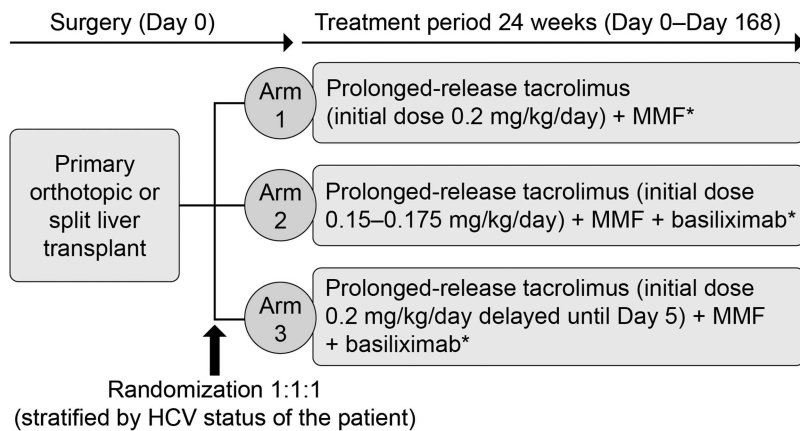 Surgery (Day 0)
Treatment period 24 weeks (Day 0–Day 168)
Primary
orthotopic or
split liver
transplant
Arm
1
Prolonged-release tacrolimus
(initial dose 0.2 mg/kg/day) + MMF*
Arm
2
Prolonged-release tacrolimus (initial dose
0.15–0.175 mg/kg/day) + MMF + basiliximab*
Arm
3
Prolonged-release tacrolimus (initial dose
0.2 mg/kg/day delayed until Day 5) + MMF
+ basiliximab*
Randomization 1:1:1
(stratified by HCV status of the patient)